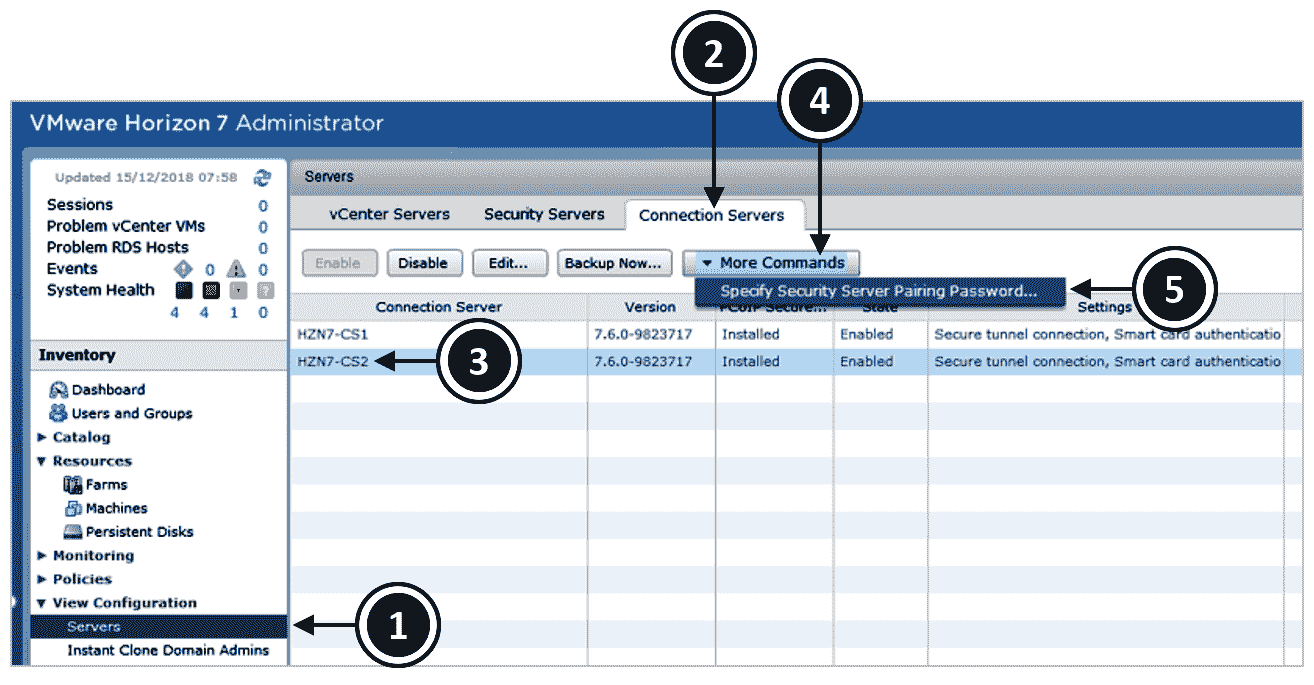 2
4
VMware Horizon 7 Administrator
Updated 15/12/2018 07:58
Sessions 0
Problem vCenter VMs 0
Problem RDS Hosts 0
Events 0 0
System Health
4 4 1 0
Servers
vCenter Servers Security Servers Connection Servers
Enable Disable Edit... Backup Now... More Commands
Specify Security Server Pairing Password...
5
Connection Server Version PCoIP Secure... State Settings
HZN7-CS1 7.6.0-9823717 Installed Enabled Secure tunnel connection, Smart card authenticatio
HZN7-CS2 7.6.0-9823717 Installed Enabled Secure tunnel connection, Smart card authenticatio
3
Inventory
Dashboard
Users and Groups
Catalog
Resources
Farms
Machines
Persistent Disks
Monitoring
Policies
View Configuration
Servers
1
Instant Clone Domain Admins